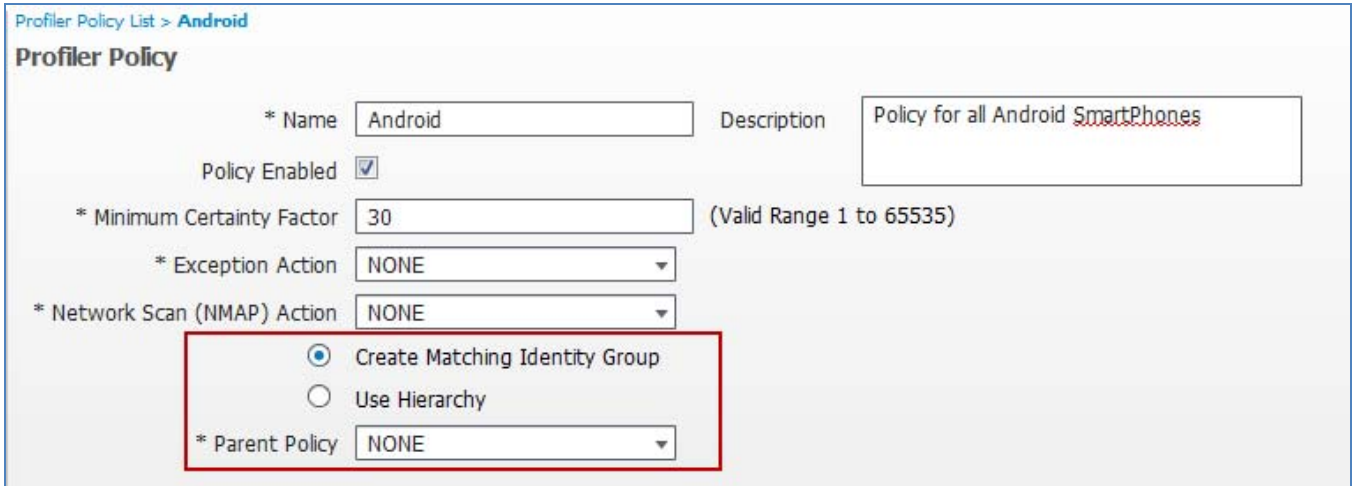 Profiler Policy List > Android
Profiler Policy
* Name Android Description Policy for all Android SmartPhones
Policy Enabled
* Minimum Certainty Factor 30 (Valid Range 1 to 65535)
* Exception Action NONE
* Network Scan (NMAP) Action NONE
Create Matching Identity Group
Use Hierarchy
* Parent Policy NONE